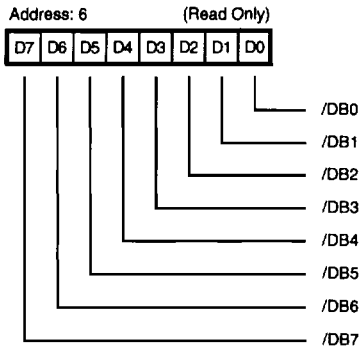 Address: 6 (Read Only)
D7 D6 D5 D4 D3 D2 D1 D0
/DB0
/DB1
/DB2
/DB3
/DB4
/DB5
/DB6
/DB7